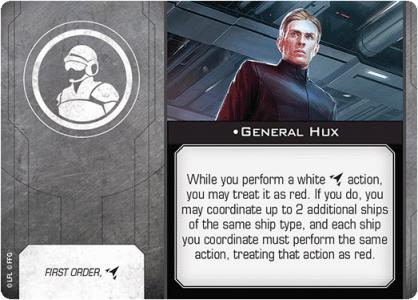 •General Hux
While you perform a white action,
you may treat it as red. If you do, you
may coordinate up to 2 additional ships
of the same ship type, and each ship
you coordinate must perform the same
action, treating that action as red.
FIRST ORDER,
© LFL © FFG